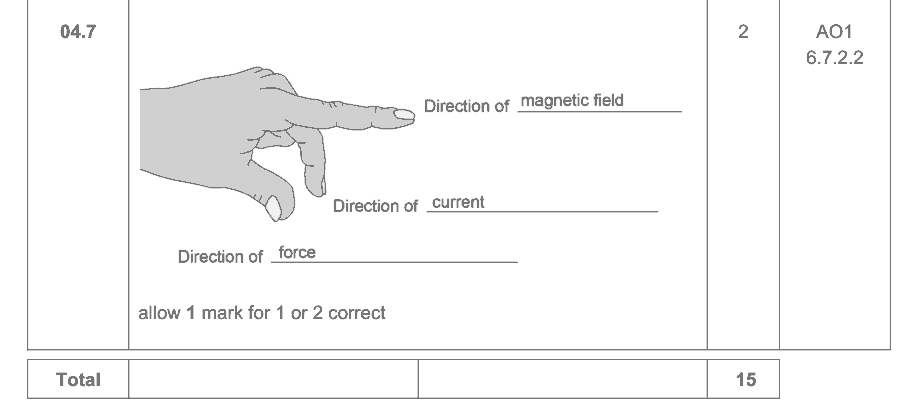 04.7
2
AO1
6.7.2.2
Direction of magnetic field
Direction of current
Direction of force
allow 1 mark for 1 or 2 correct
Total
15